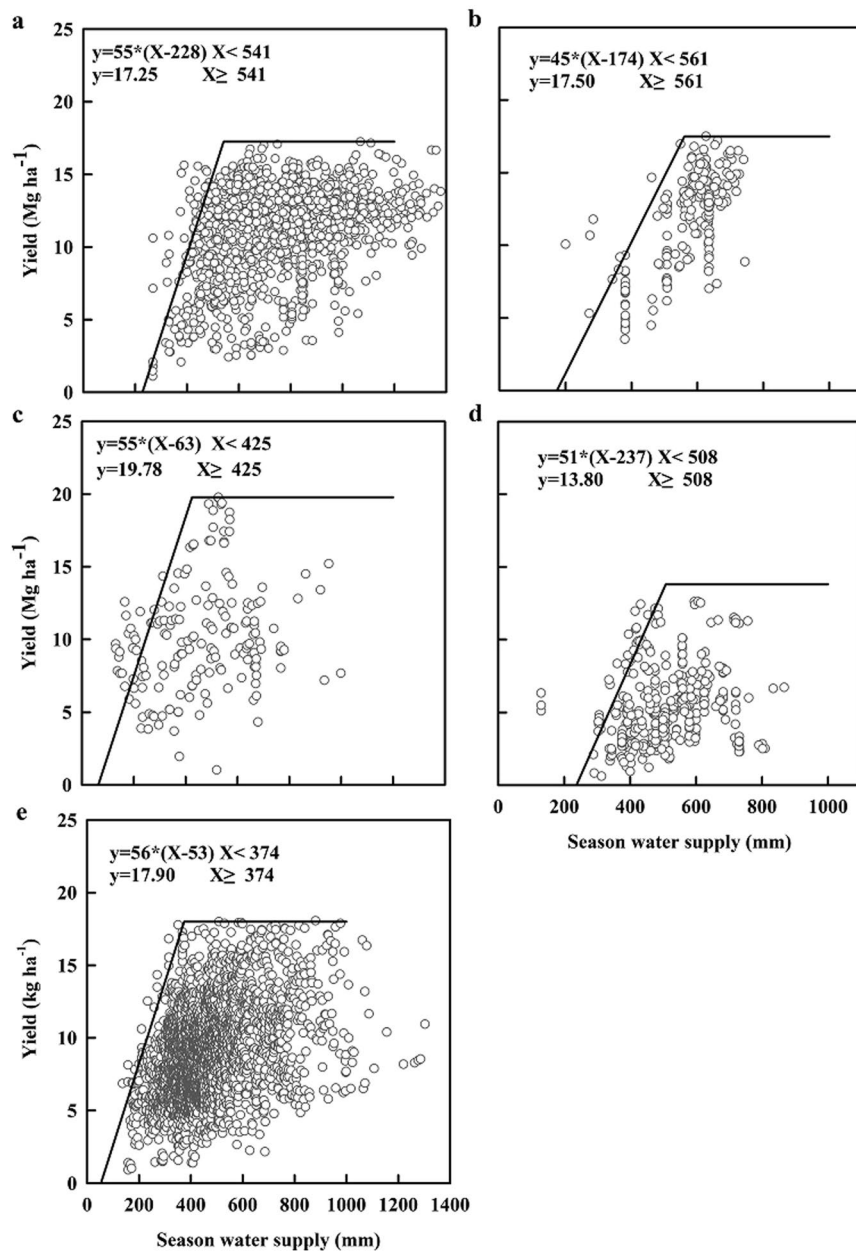 a
25
20
15
10
5
0
Yield (Mg ha⁻¹)
y=55*(X-228) X< 541
y=17.25 X≥ 541
b
y=45*(X-174) X< 561
y=17.50 X≥ 561
c
25
20
15
10
5
0
Yield (Mg ha⁻¹)
y=55*(X-63) X< 425
y=19.78 X≥ 425
d
y=51*(X-237) X< 508
y=13.80 X≥ 508
0 200 400 600 800 1000
Season water supply (mm)
e
25
20
15
10
5
0
Yield (kg ha⁻¹)
y=56*(X-53) X< 374
y=17.90 X≥ 374
0 200 400 600 800 1000 1200 1400
Season water supply (mm)